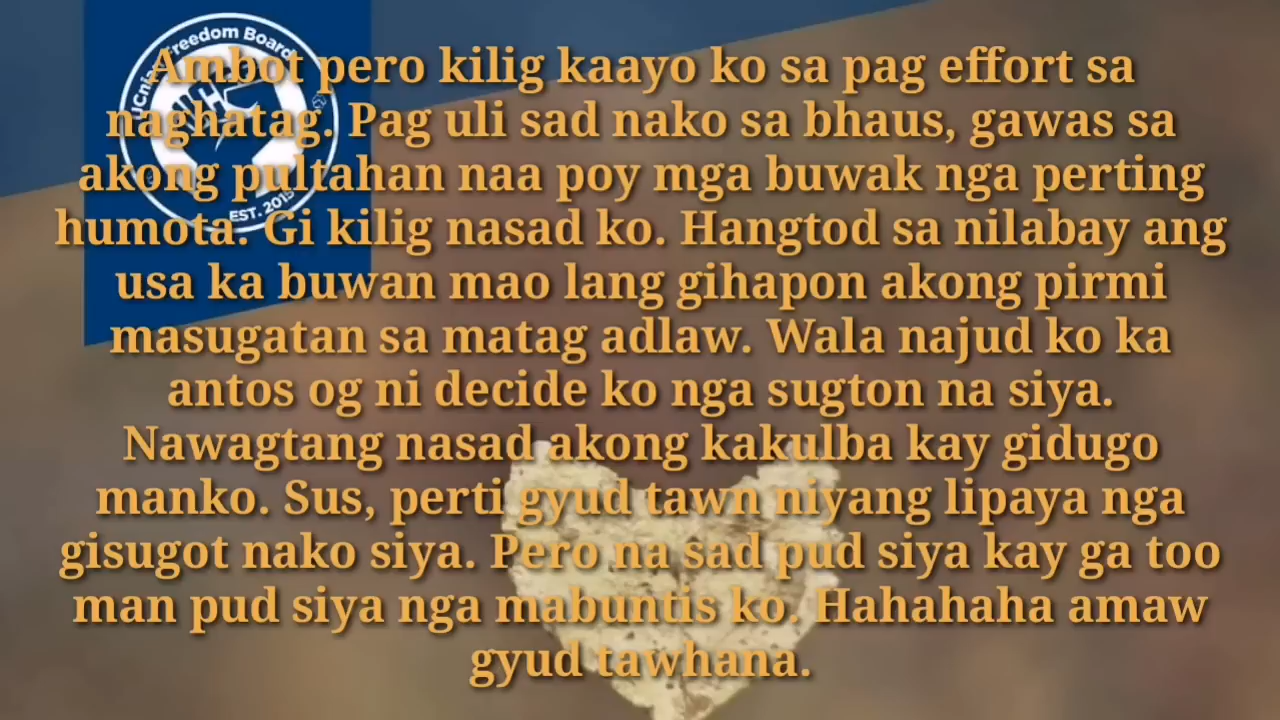 UCnian Freedom Board
EST. 2015
Ambot pero kilig kaayo ko sa pag effort sa
naghatag. Pag uli sad nako sa bhaus, gawas sa
akong pultahan naa poy mga buwak nga perting
humota. Gi kilig nasad ko. Hangtod sa nilabay ang
usa ka buwan mao lang gihapon akong pirmi
masugatan sa matag adlaw. Wala najud ko ka
antos og ni decide ko nga sugton na siya.
Nawagtang nasad akong kakulba kay gidugo
manko. Sus, perti gyud tawn niyang lipaya nga
gisugot nako siya. Pero na sad pud siya kay ga too
man pud siya nga mabuntis ko. Hahahaha amaw
gyud tawhana.